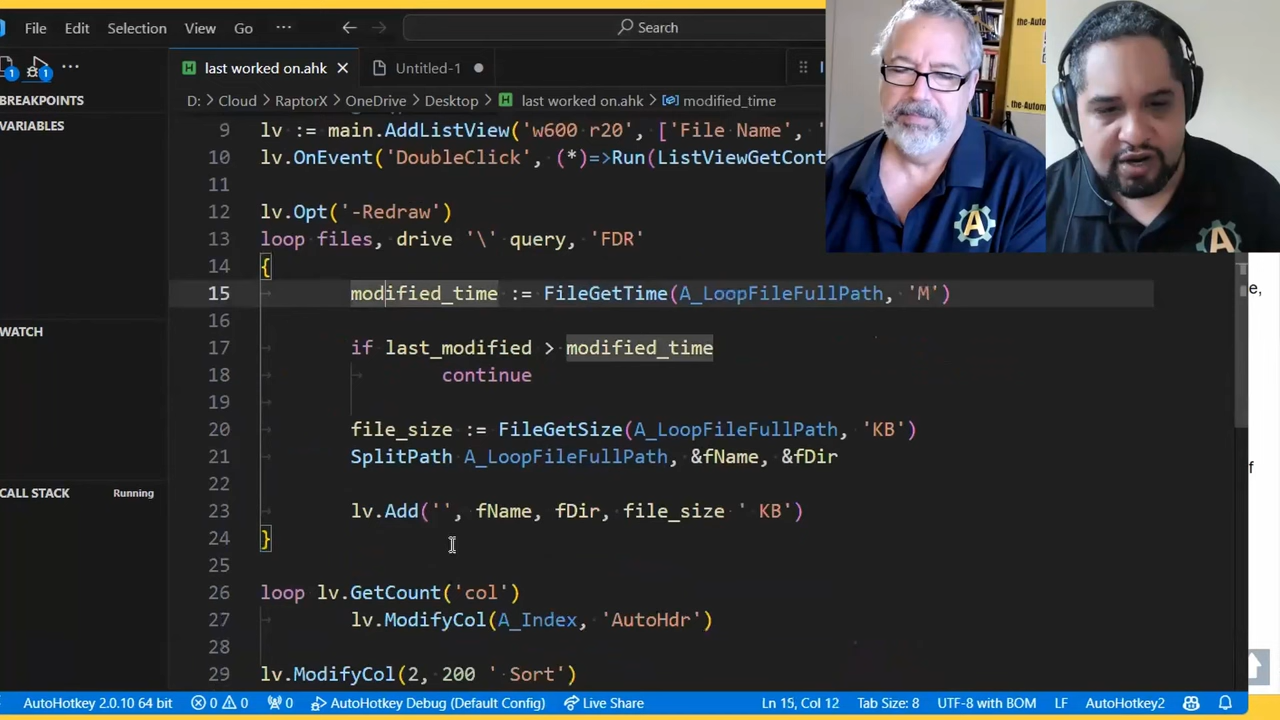 File Edit Selection View Go ... Search
last worked on.ahk Untitled-1
BREAKPOINTS
VARIABLES
WATCH
CALL STACK Running
D: > Cloud > RaptorX > OneDrive > Desktop > last worked on.ahk > modified_time
9 lv := main.AddListView('w600 r20', ['File Name', '
10 lv.OnEvent('DoubleClick', (*)=>Run(ListViewGetCont
11
12 lv.Opt('-Redraw')
13 loop files, drive '\' query, 'FDR'
14 {
15 modified_time := FileGetTime(A_LoopFileFullPath, 'M')
16
17 if last_modified > modified_time
18 continue
19
20 file_size := FileGetSize(A_LoopFileFullPath, 'KB')
21 SplitPath A_LoopFileFullPath, &fName, &fDir
22
23 lv.Add('', fName, fDir, file_size ' KB')
24 }
25
26 loop lv.GetCount('col')
27 lv.ModifyCol(A_Index, 'AutoHdr')
28
29 lv.ModifyCol(2, 200 ' Sort')
AutoHotkey 2.0.10 64 bit 0 0 0 AutoHotkey Debug (Default Config) Live Share Ln 15, Col 12 Tab Size: 8 UTF-8 with BOM LF AutoHotkey2